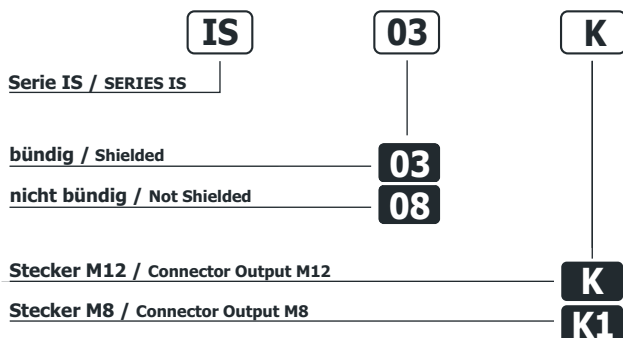 IS 03 K
Serie IS / SERIES IS
bündig / Shielded 03
nicht bündig / Not Shielded 08
Stecker M12 / Connector Output M12 K
Stecker M8 / Connector Output M8 K1